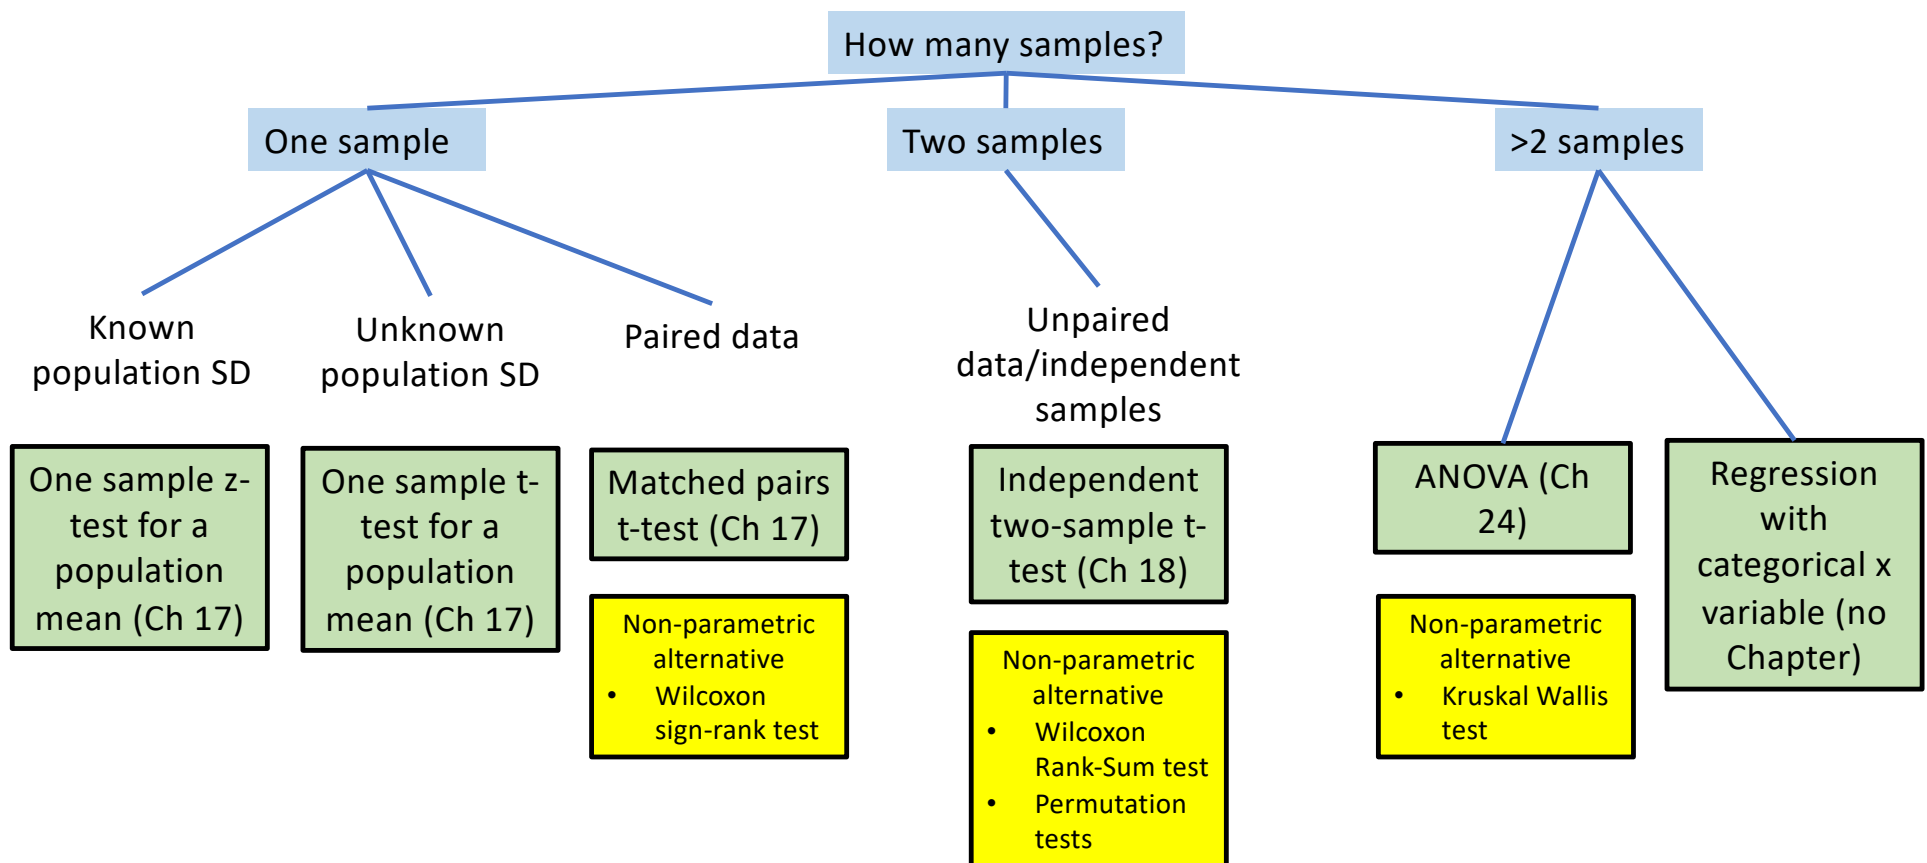 How many samples?
One sample
Two samples
>2 samples
Known
population SD
Unknown
population SD
Paired data
Unpaired
data/independent
samples
One sample z-
test for a
population
mean (Ch 17)
One sample t-
test for a
population
mean (Ch 17)
Matched pairs
t-test (Ch 17)
Non-parametric
alternative
• Wilcoxon
sign-rank test
Independent
two-sample t-
test (Ch 18)
Non-parametric
alternative
• Wilcoxon
Rank-Sum test
• Permutation
tests
ANOVA (Ch
24)
Non-parametric
alternative
• Kruskal Wallis
test
Regression
with
categorical x
variable (no
Chapter)